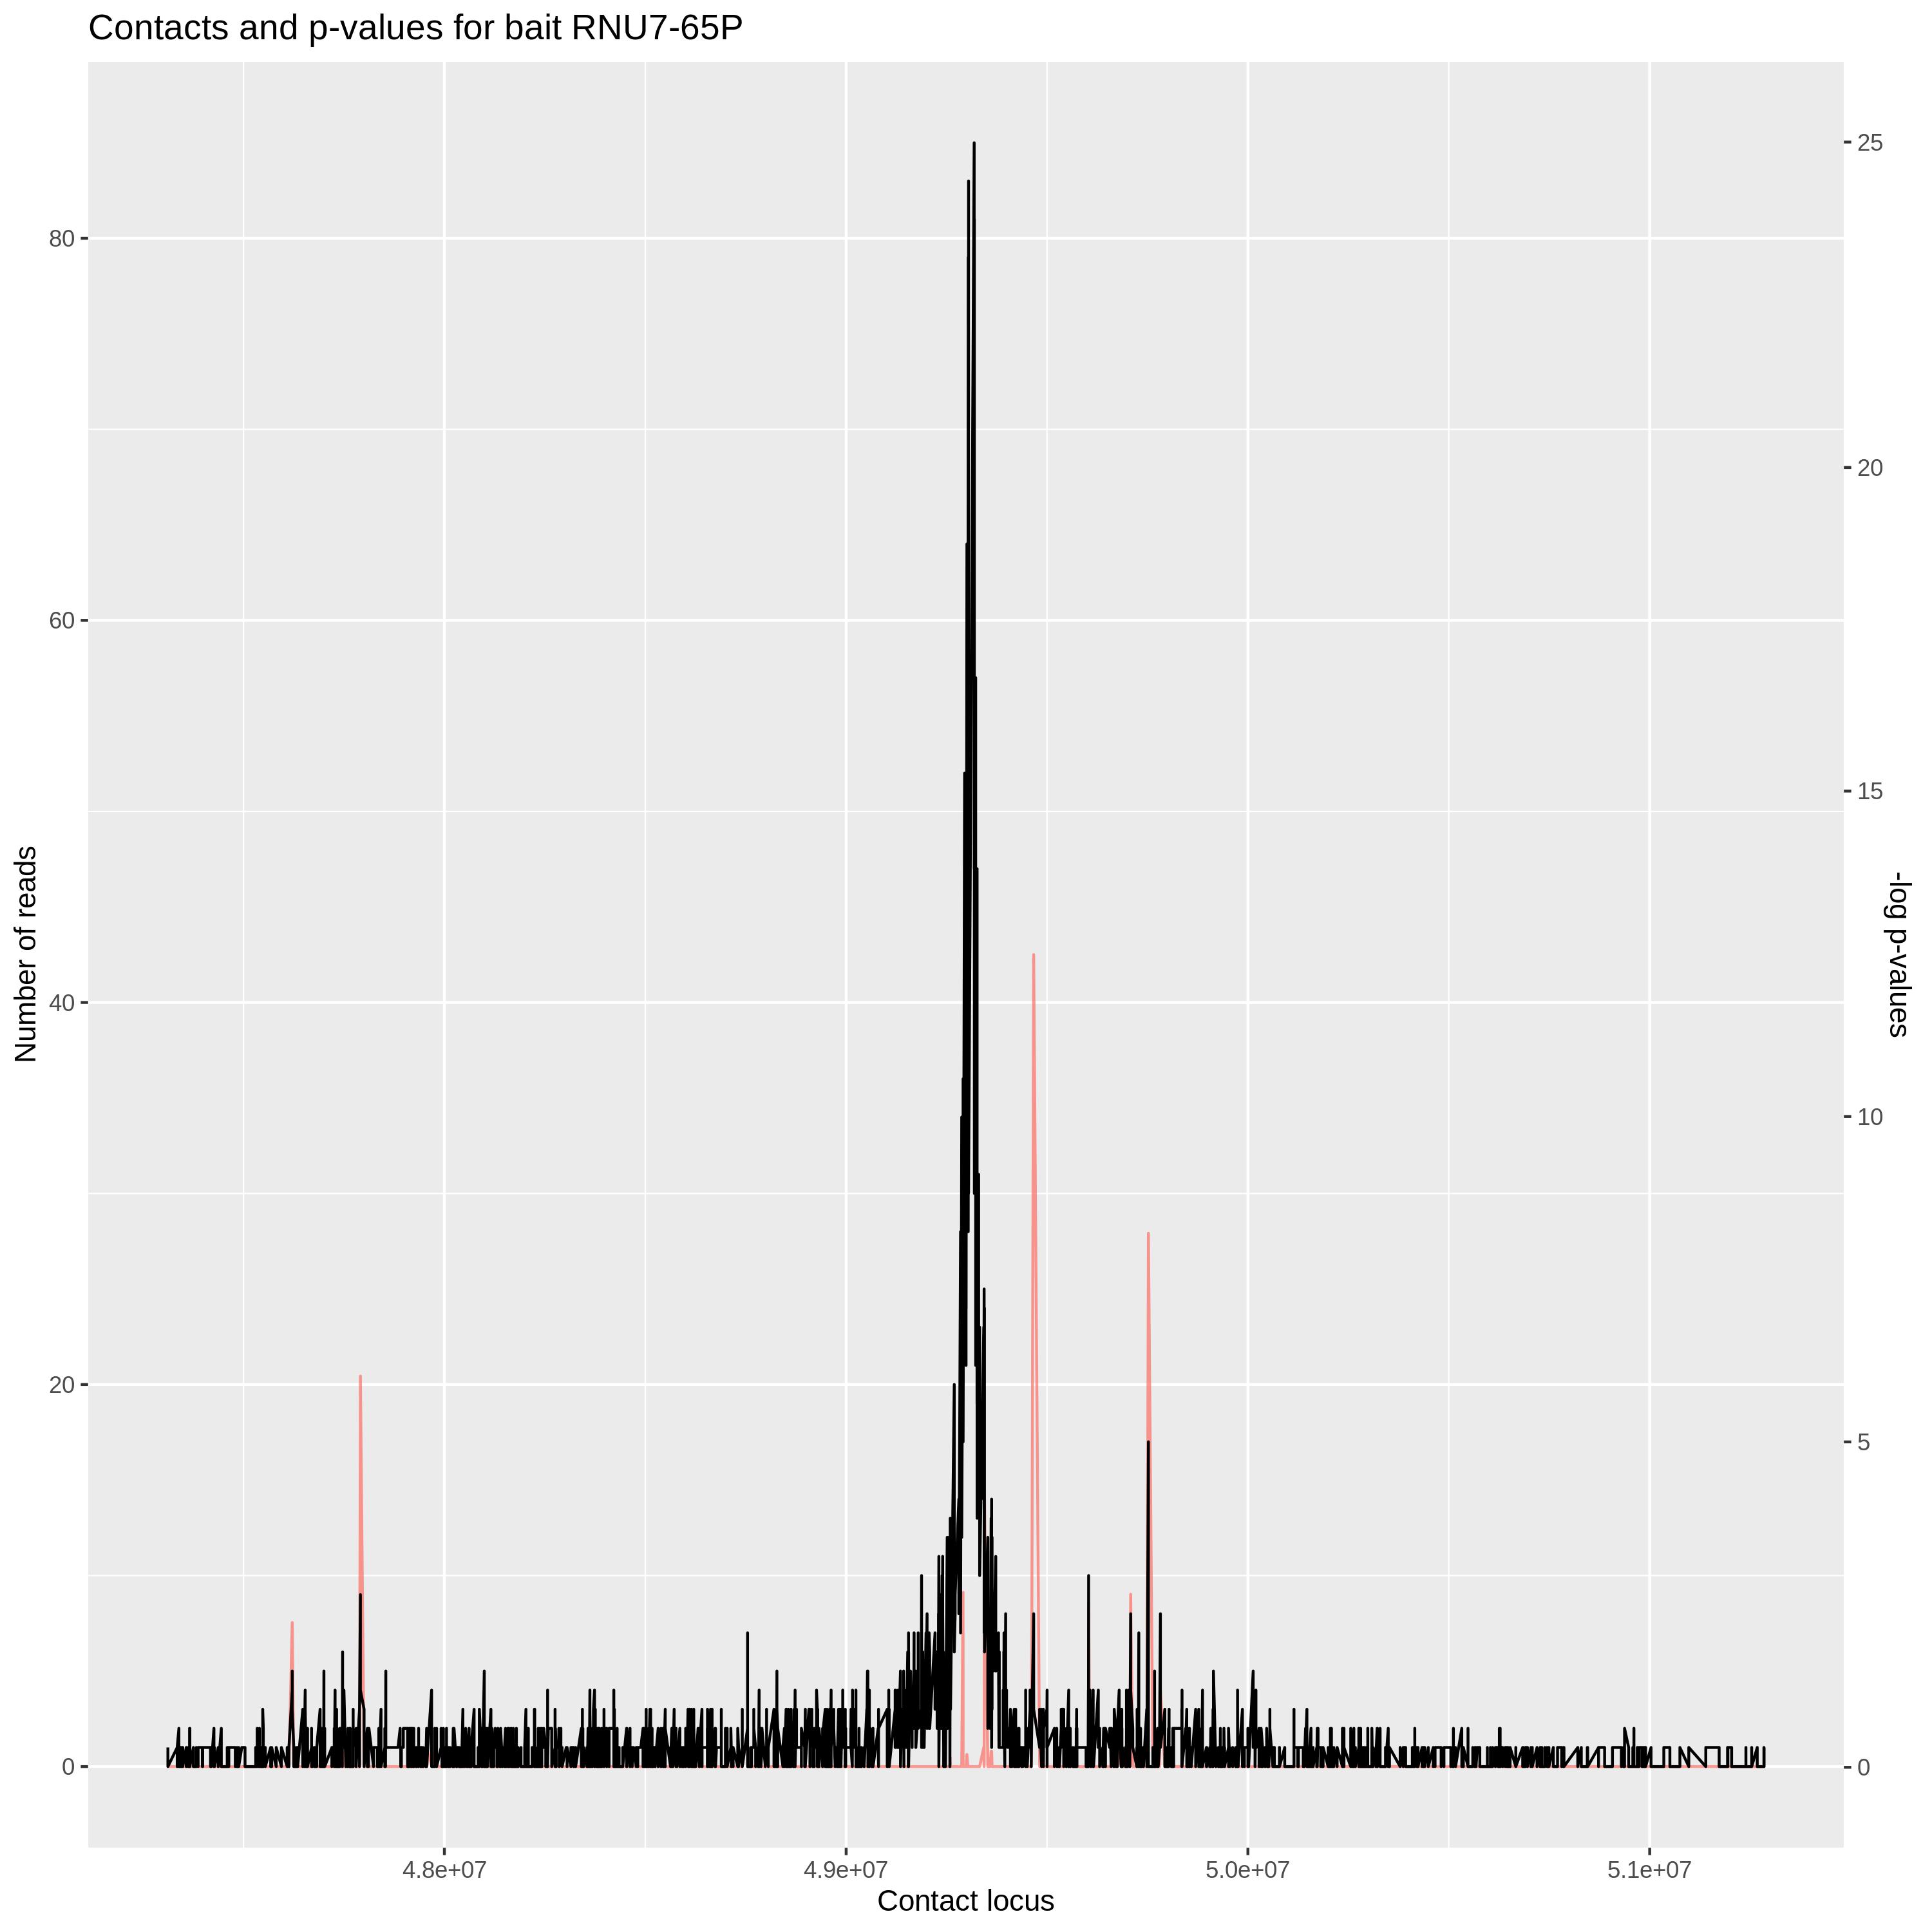 Contacts and p-values for bait RNU7-65P
Number of reads
80
60
40
20
0
25
20
15
10
5
0
-log p-values
4.8e+07 4.9e+07 5.0e+07 5.1e+07
Contact locus